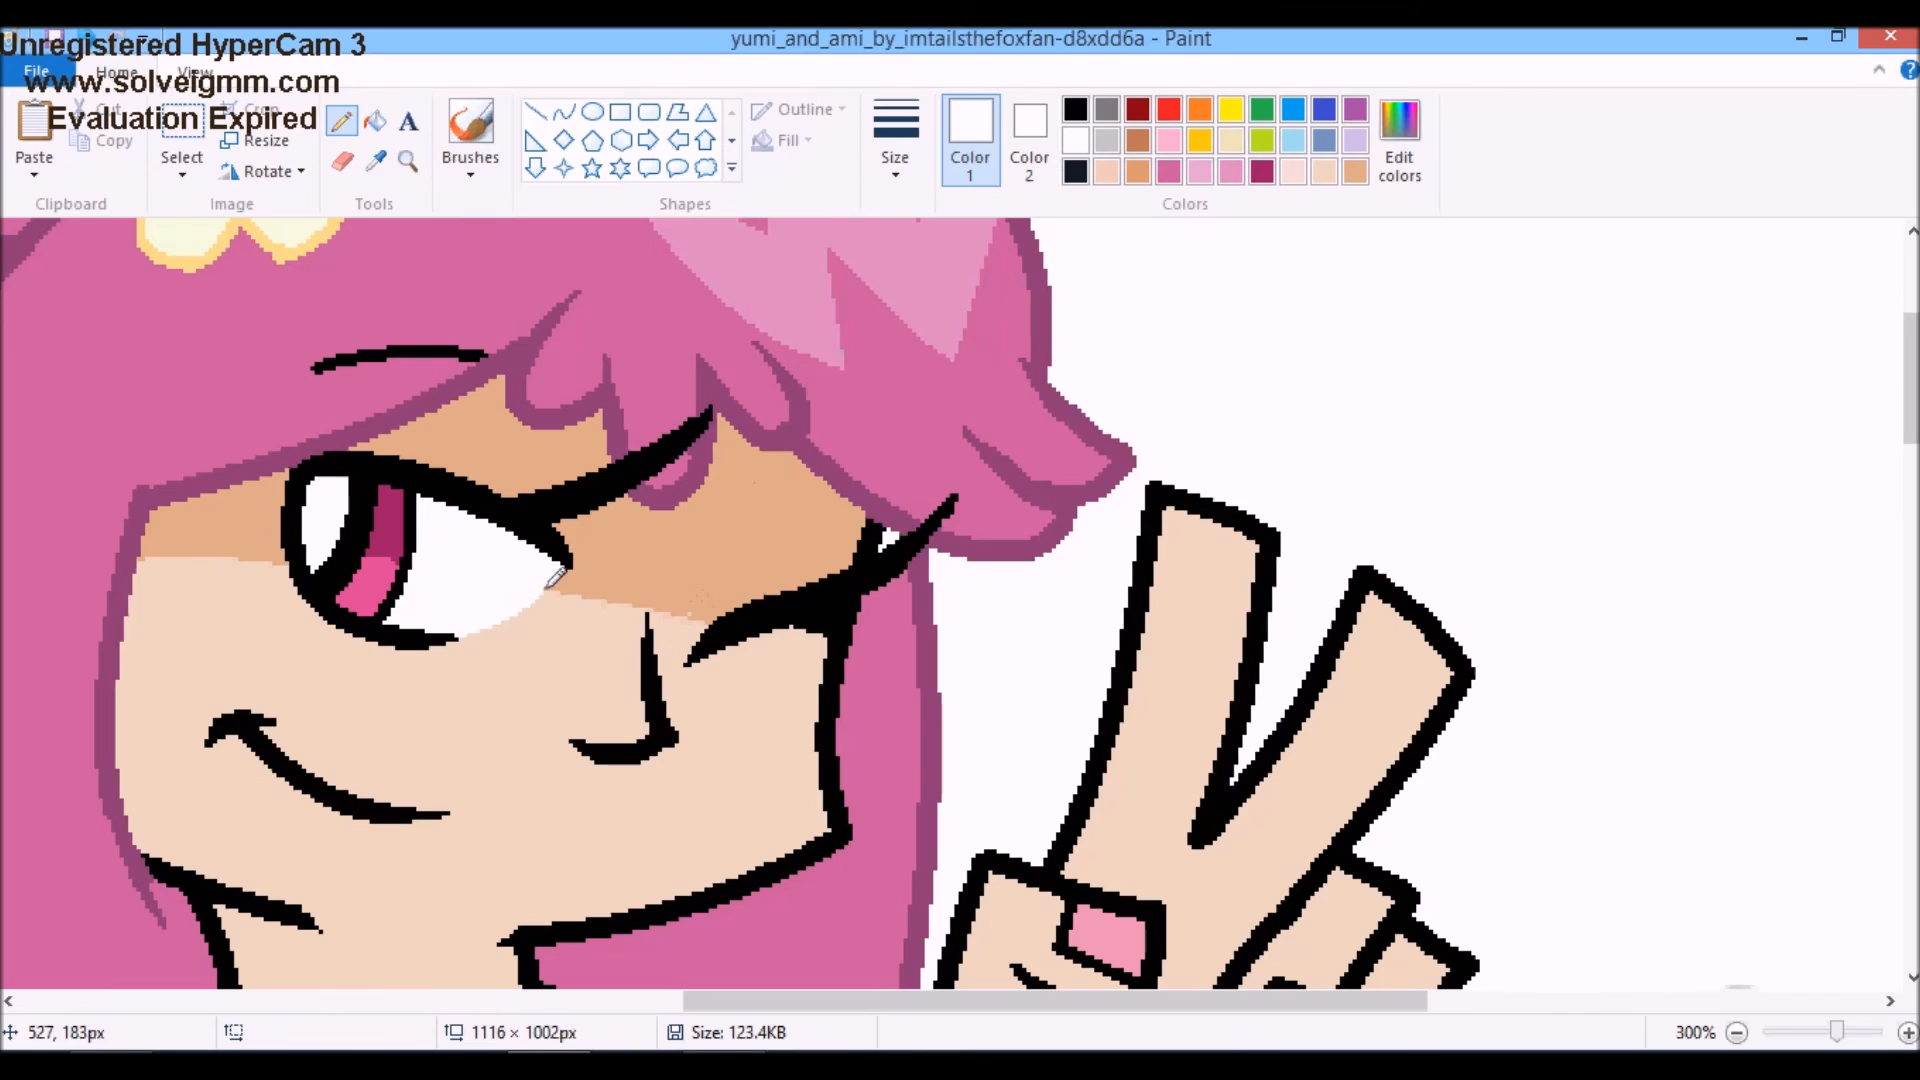 yumi_and_ami_by_imtailsthefoxfan-d8xdd6a - Paint
Unregistered HyperCam 3
www.solveigmm.com
Evaluation Expired
File
Home
View
Paste
Cut
Copy
Clipboard
Select
Crop
Resize
Rotate
Image
Tools
Brushes
Shapes
Outline
Fill
Size
Color
1
Color
2
Edit
colors
Colors
527, 183px
1116 × 1002px
Size: 123.4KB
300%